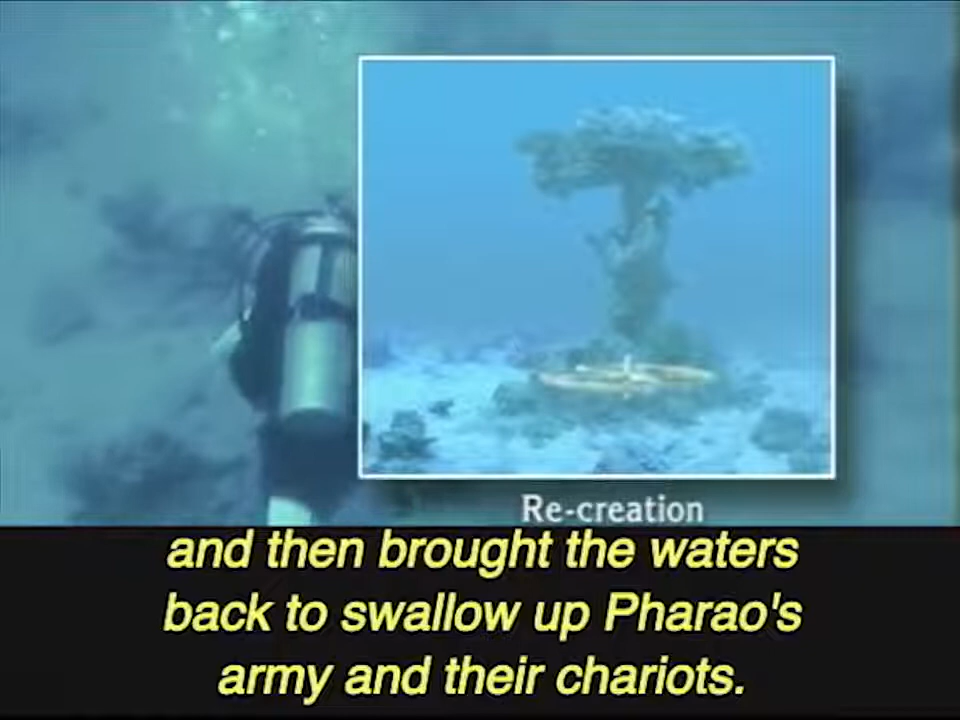 Re-creation
and then brought the waters
back to swallow up Pharao's
army and their chariots.